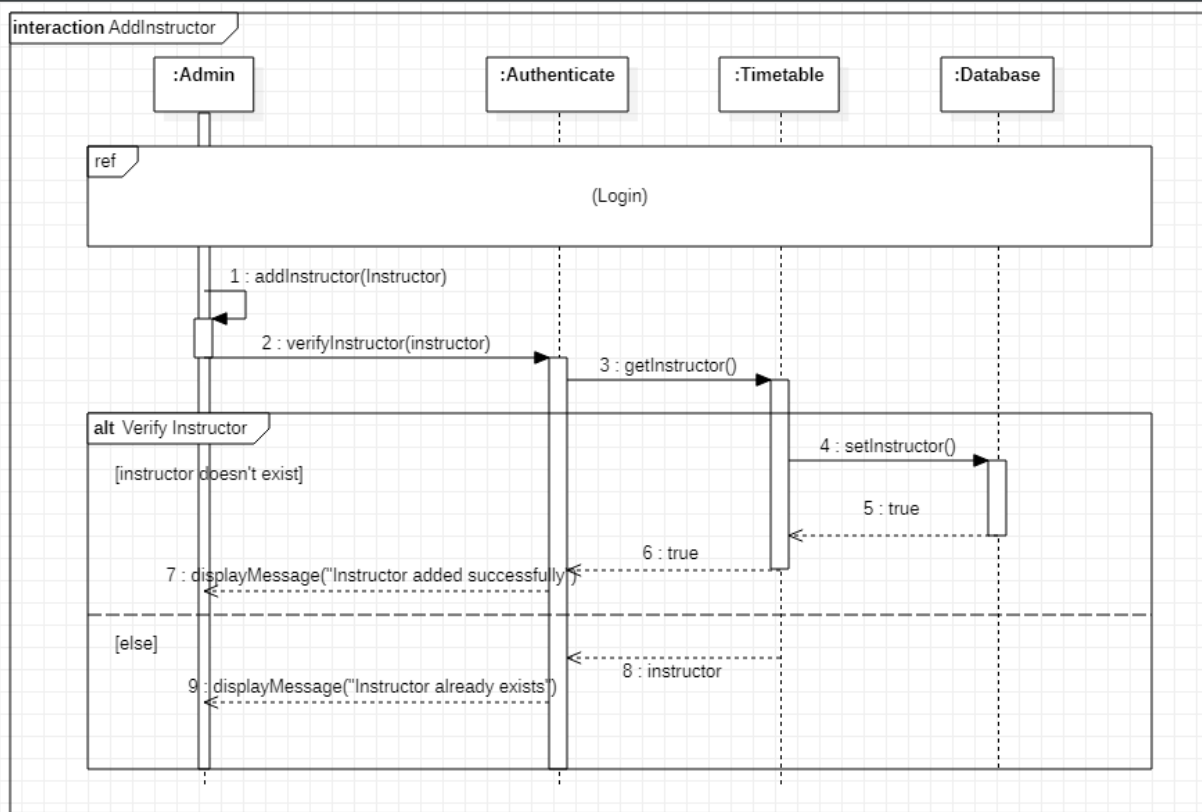 interaction AddInstructor
:Admin
:Authenticate
:Timetable
:Database
ref
(Login)
1 : addInstructor(Instructor)
2 : verifyInstructor(instructor)
3 : getInstructor()
alt Verify Instructor
4 : setInstructor()
[instructor doesn't exist]
5 : true
6 : true
7 : displayMessage("Instructor added successfully")
[else]
8 : instructor
9 : displayMessage("Instructor already exists")